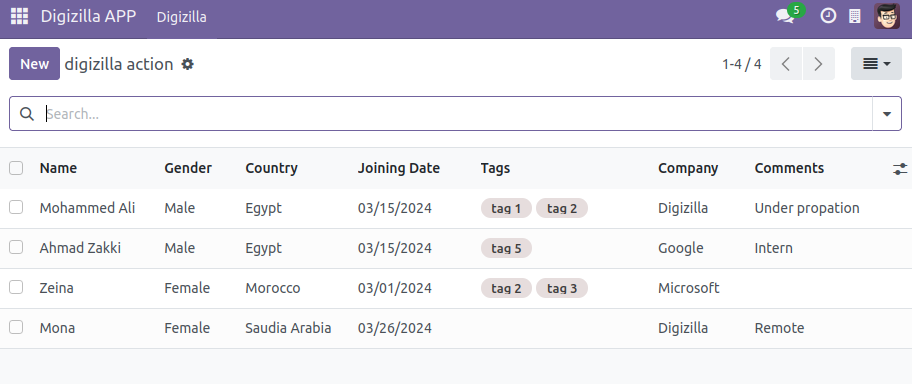 Digizilla APP Digizilla 5
New digizilla action 1-4 / 4
Search...
Name Gender Country Joining Date Tags Company Comments
Mohammed Ali Male Egypt 03/15/2024 tag 1 tag 2 Digizilla Under propation
Ahmad Zakki Male Egypt 03/15/2024 tag 5 Google Intern
Zeina Female Morocco 03/01/2024 tag 2 tag 3 Microsoft
Mona Female Saudia Arabia 03/26/2024 Digizilla Remote